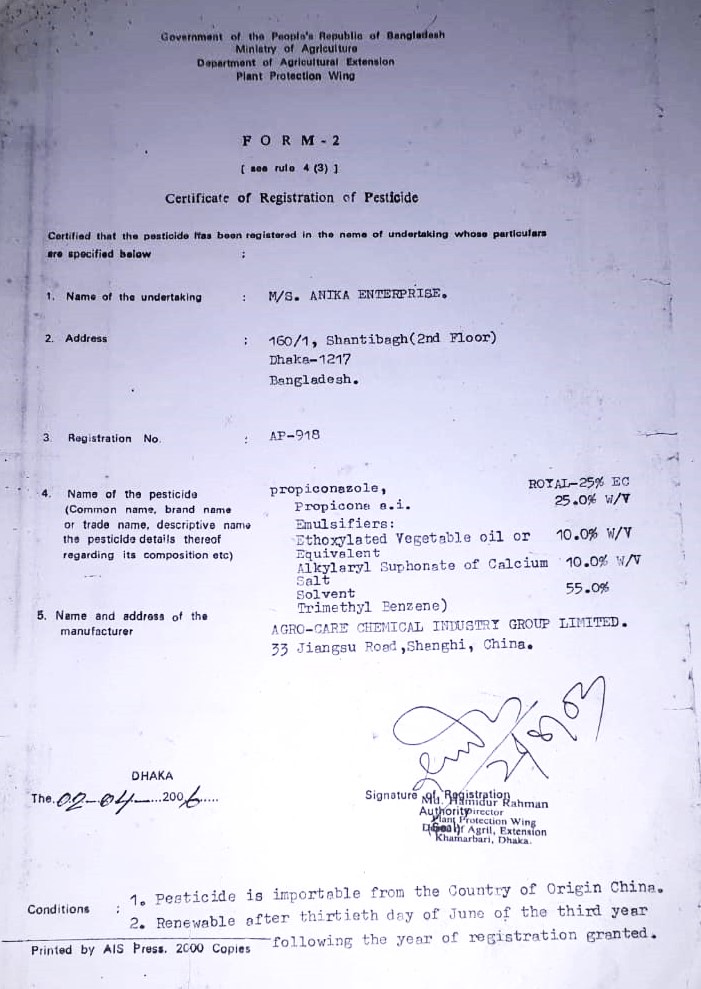 Government of the People's Republic of Bangladesh
Ministry of Agriculture
Department of Agricultural Extension
Plant Protection Wing
FORM-2
[ see rule 4 (3) ]
Certificate of Registration of Pesticide
Certified that the pesticide has been registered in the name of undertaking whose particulars
are specified below :
1. Name of the undertaking : M/S. ANIKA ENTERPRISE.
2. Address : 160/1, Shantibagh(2nd Floor)
Dhaka-1217
Bangladesh.
3. Registration No. : AP-918
4. Name of the pesticide
(Common name, brand name
or trade name, descriptive name
the pesticide details thereof
regarding its composition etc)
propiconazole, ROYAL-25% EC
Propicona a.i. 25.0% W/V
Emulsifiers:
Ethoxylated Vegetable oil or 10.0% W/V
Equivalent
Alkylaryl Suphonate of Calcium 10.0% W/V
Salt
Solvent 55.0%
Trimethyl Benzene)
5. Name and address of the
manufacturer
AGRO-CARE CHEMICAL INDUSTRY GROUP LIMITED.
33 Jiangsu Road,Shenghi, China.
DHAKA
The. 02-04-....2006.....
Signature of Registration
Authority
(Seal)
Md. Hamidur Rahman
Director
Plant Protection Wing
Dept. of Agril, Extension
Khamarbari, Dhaka.
Conditions : 1. Pesticide is importable from the Country of Origin China.
2. Renewable after thirtieth day of June of the third year
following the year of registration granted.
Printed by AIS Press. 2000 Copies